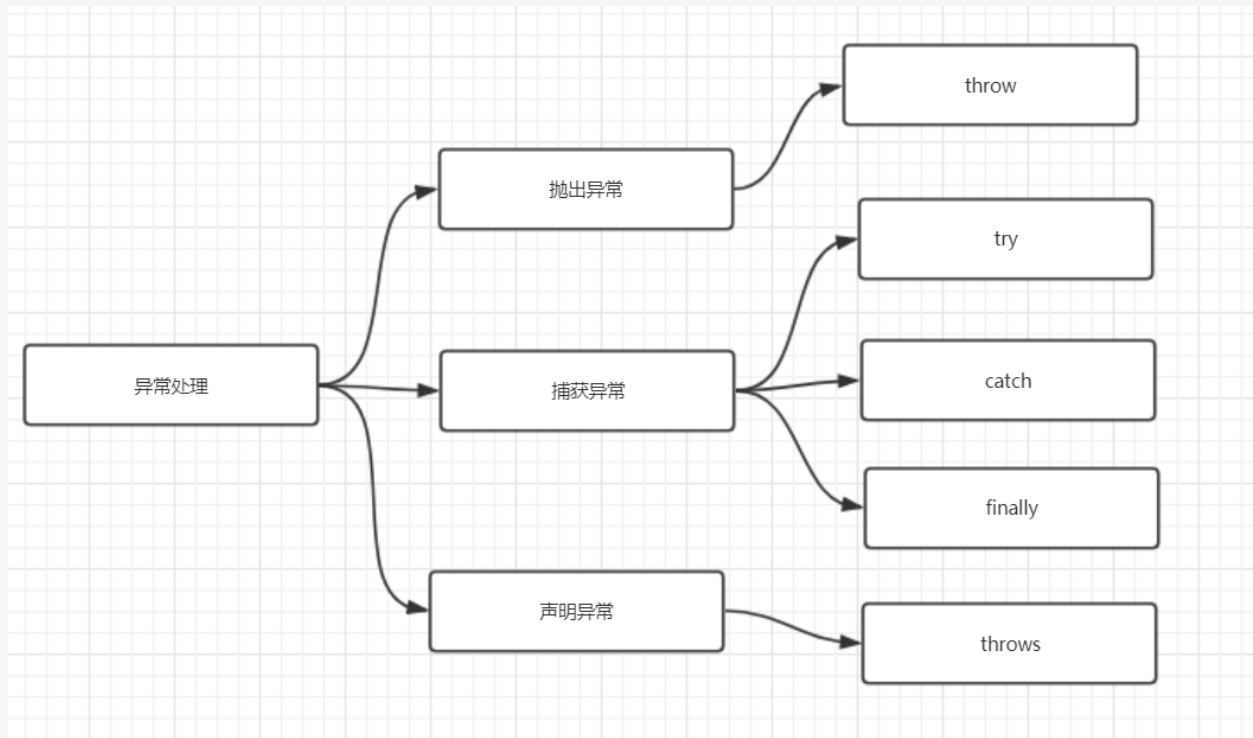 异常处理
抛出异常
捕获异常
声明异常
throw
try
catch
finally
throws